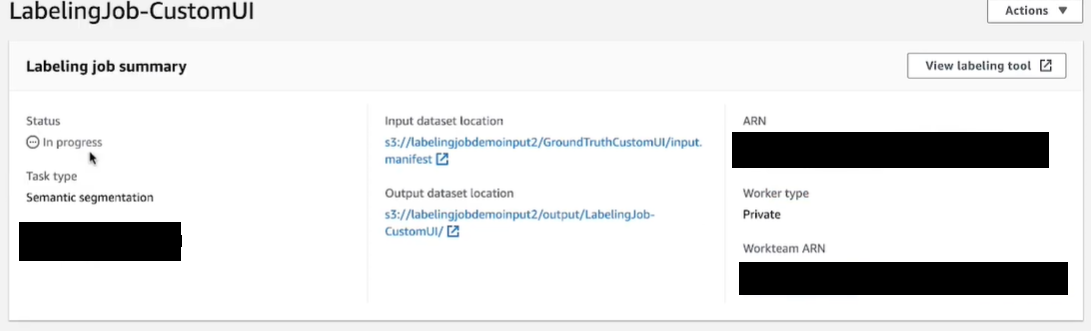 LabelingJob-CustomUI
Actions
Labeling job summary
View labeling tool
Status
In progress
Task type
Semantic segmentation
Input dataset location
s3://labelingjobdemoinput2/GroundTruthCustomUI/input.
manifest
Output dataset location
s3://labelingjobdemoinput2/output/LabelingJob-
CustomUI/
ARN
Worker type
Private
Workteam ARN